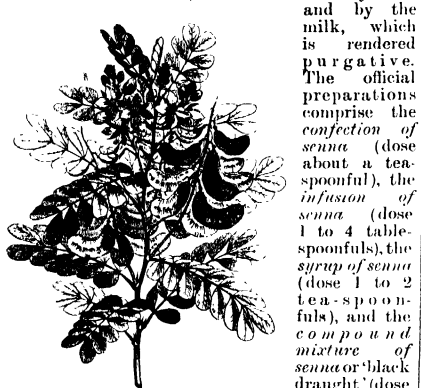 and by the
milk, which
is rendered
purgative.
The official
preparations
comprise the
confection of
senna (dose
about a tea-
spoonful), the
infusion of
senna (dose
1 to 4 table-
spoonfuls), the
syrup of senna
(dose 1 to 2
tea-spoon-
fuls), and the
compound
mixture of
senna or 'black
draught' (dose